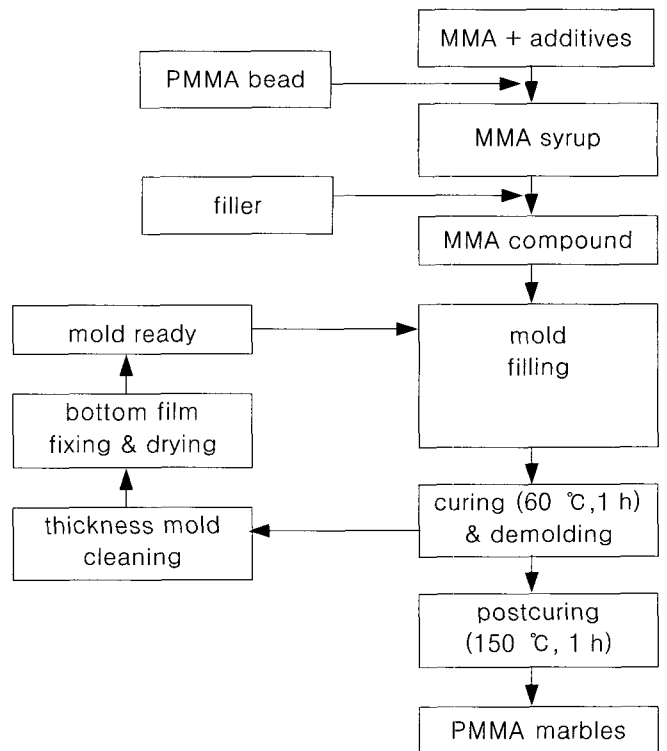 MMA + additives
PMMA bead
MMA syrup
filler
MMA compound
mold ready
mold
filling
bottom film
fixing & drying
curing (60 ℃,1 h)
& demolding
thickness mold
cleaning
postcuring
(150 ℃, 1 h)
PMMA marbles